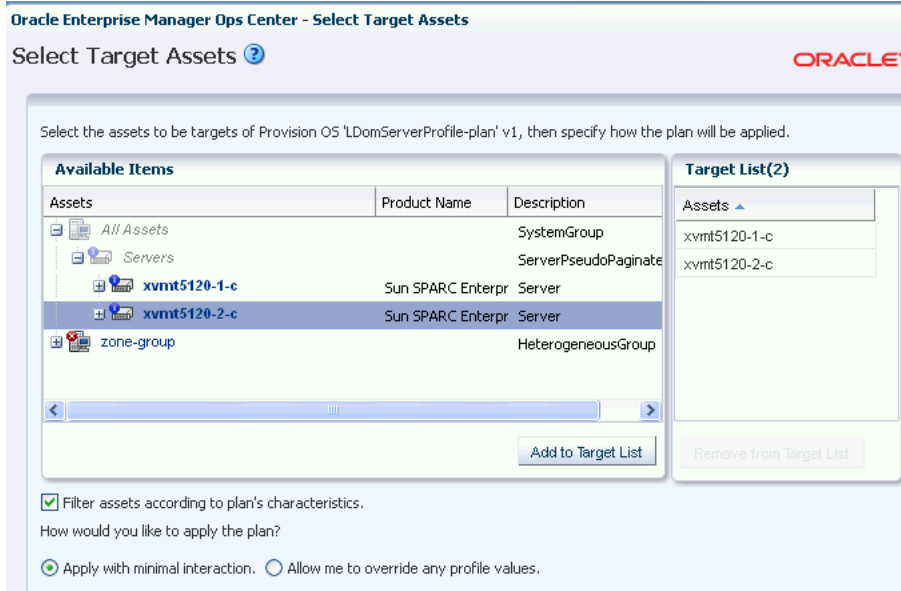 Oracle Enterprise Manager Ops Center - Select Target Assets
Select Target Assets ?
ORACLE
Select the assets to be targets of Provision OS 'LDomServerProfile-plan' v1, then specify how the plan will be applied.
Available Items
Assets Product Name Description
All Assets SystemGroup
Servers ServerPseudoPaginate
xvmt5120-1-c Sun SPARC Enterpr Server
xvmt5120-2-c Sun SPARC Enterpr Server
zone-group HeterogeneousGroup
Add to Target List
Target List(2)
Assets
xvmt5120-1-c
xvmt5120-2-c
Remove from Target List
Filter assets according to plan's characteristics.
How would you like to apply the plan?
Apply with minimal interaction. Allow me to override any profile values.